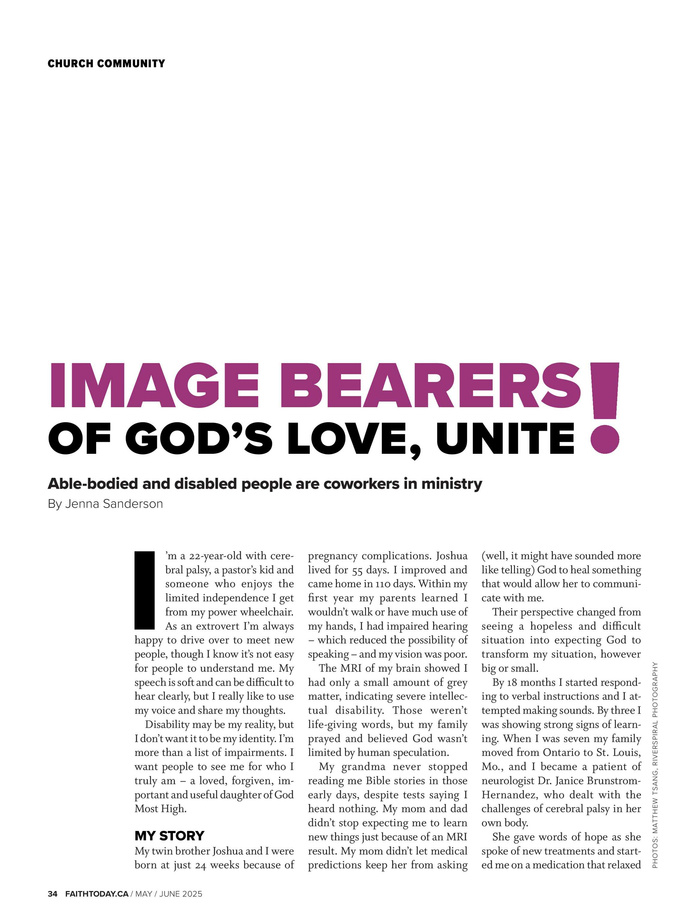 CHURCH COMMUNITY
IMAGE BEARERS!
OF GOD’S LOVE, UNITE
Able-bodied and disabled people are coworkers in ministry
By Jenna Sanderson
I’m a 22-year-old with cere-
bral palsy, a pastor’s kid and
someone who enjoys the
limited independence I get
from my power wheelchair.
As an extrovert I’m always
happy to drive over to meet new
people, though I know it’s not easy
for people to understand me. My
speech is soft and can be difficult to
hear clearly, but I really like to use
my voice and share my thoughts.
Disability may be my reality, but
I don’t want it to be my identity. I’m
more than a list of impairments. I
want people to see me for who I
truly am – a loved, forgiven, im-
portant and useful daughter of God
Most High.
MY STORY
My twin brother Joshua and I were
born at just 24 weeks because of
pregnancy complications. Joshua
lived for 55 days. I improved and
came home in 110 days. Within my
first year my parents learned I
wouldn’t walk or have much use of
my hands, I had impaired hearing
– which reduced the possibility of
speaking – and my vision was poor.
The MRI of my brain showed I
had only a small amount of grey
matter, indicating severe intellec-
tual disability. Those weren’t
life-giving words, but my family
prayed and believed God wasn’t
limited by human speculation.
My grandma never stopped
reading me Bible stories in those
early days, despite tests saying I
heard nothing. My mom and dad
didn’t stop expecting me to learn
new things just because of an MRI
result. My mom didn’t let medical
predictions keep her from asking
(well, it might have sounded more
like telling) God to heal something
that would allow her to communi-
cate with me.
Their perspective changed from
seeing a hopeless and difficult
situation into expecting God to
transform my situation, however
big or small.
By 18 months I started respond-
ing to verbal instructions and I at-
tempted making sounds. By three I
was showing strong signs of learn-
ing. When I was seven my family
moved from Ontario to St. Louis,
Mo., and I became a patient of
neurologist Dr. Janice Brunstrom-
Hernandez, who dealt with the
challenges of cerebral palsy in her
own body.
She gave words of hope as she
spoke of new treatments and start-
ed me on a medication that relaxed
PHOTOS: MATTHEW TSANG, RIVERSPIRAL PHOTOGRAPHY
34 FAITHTODAY.CA / MAY / JUNE 2025